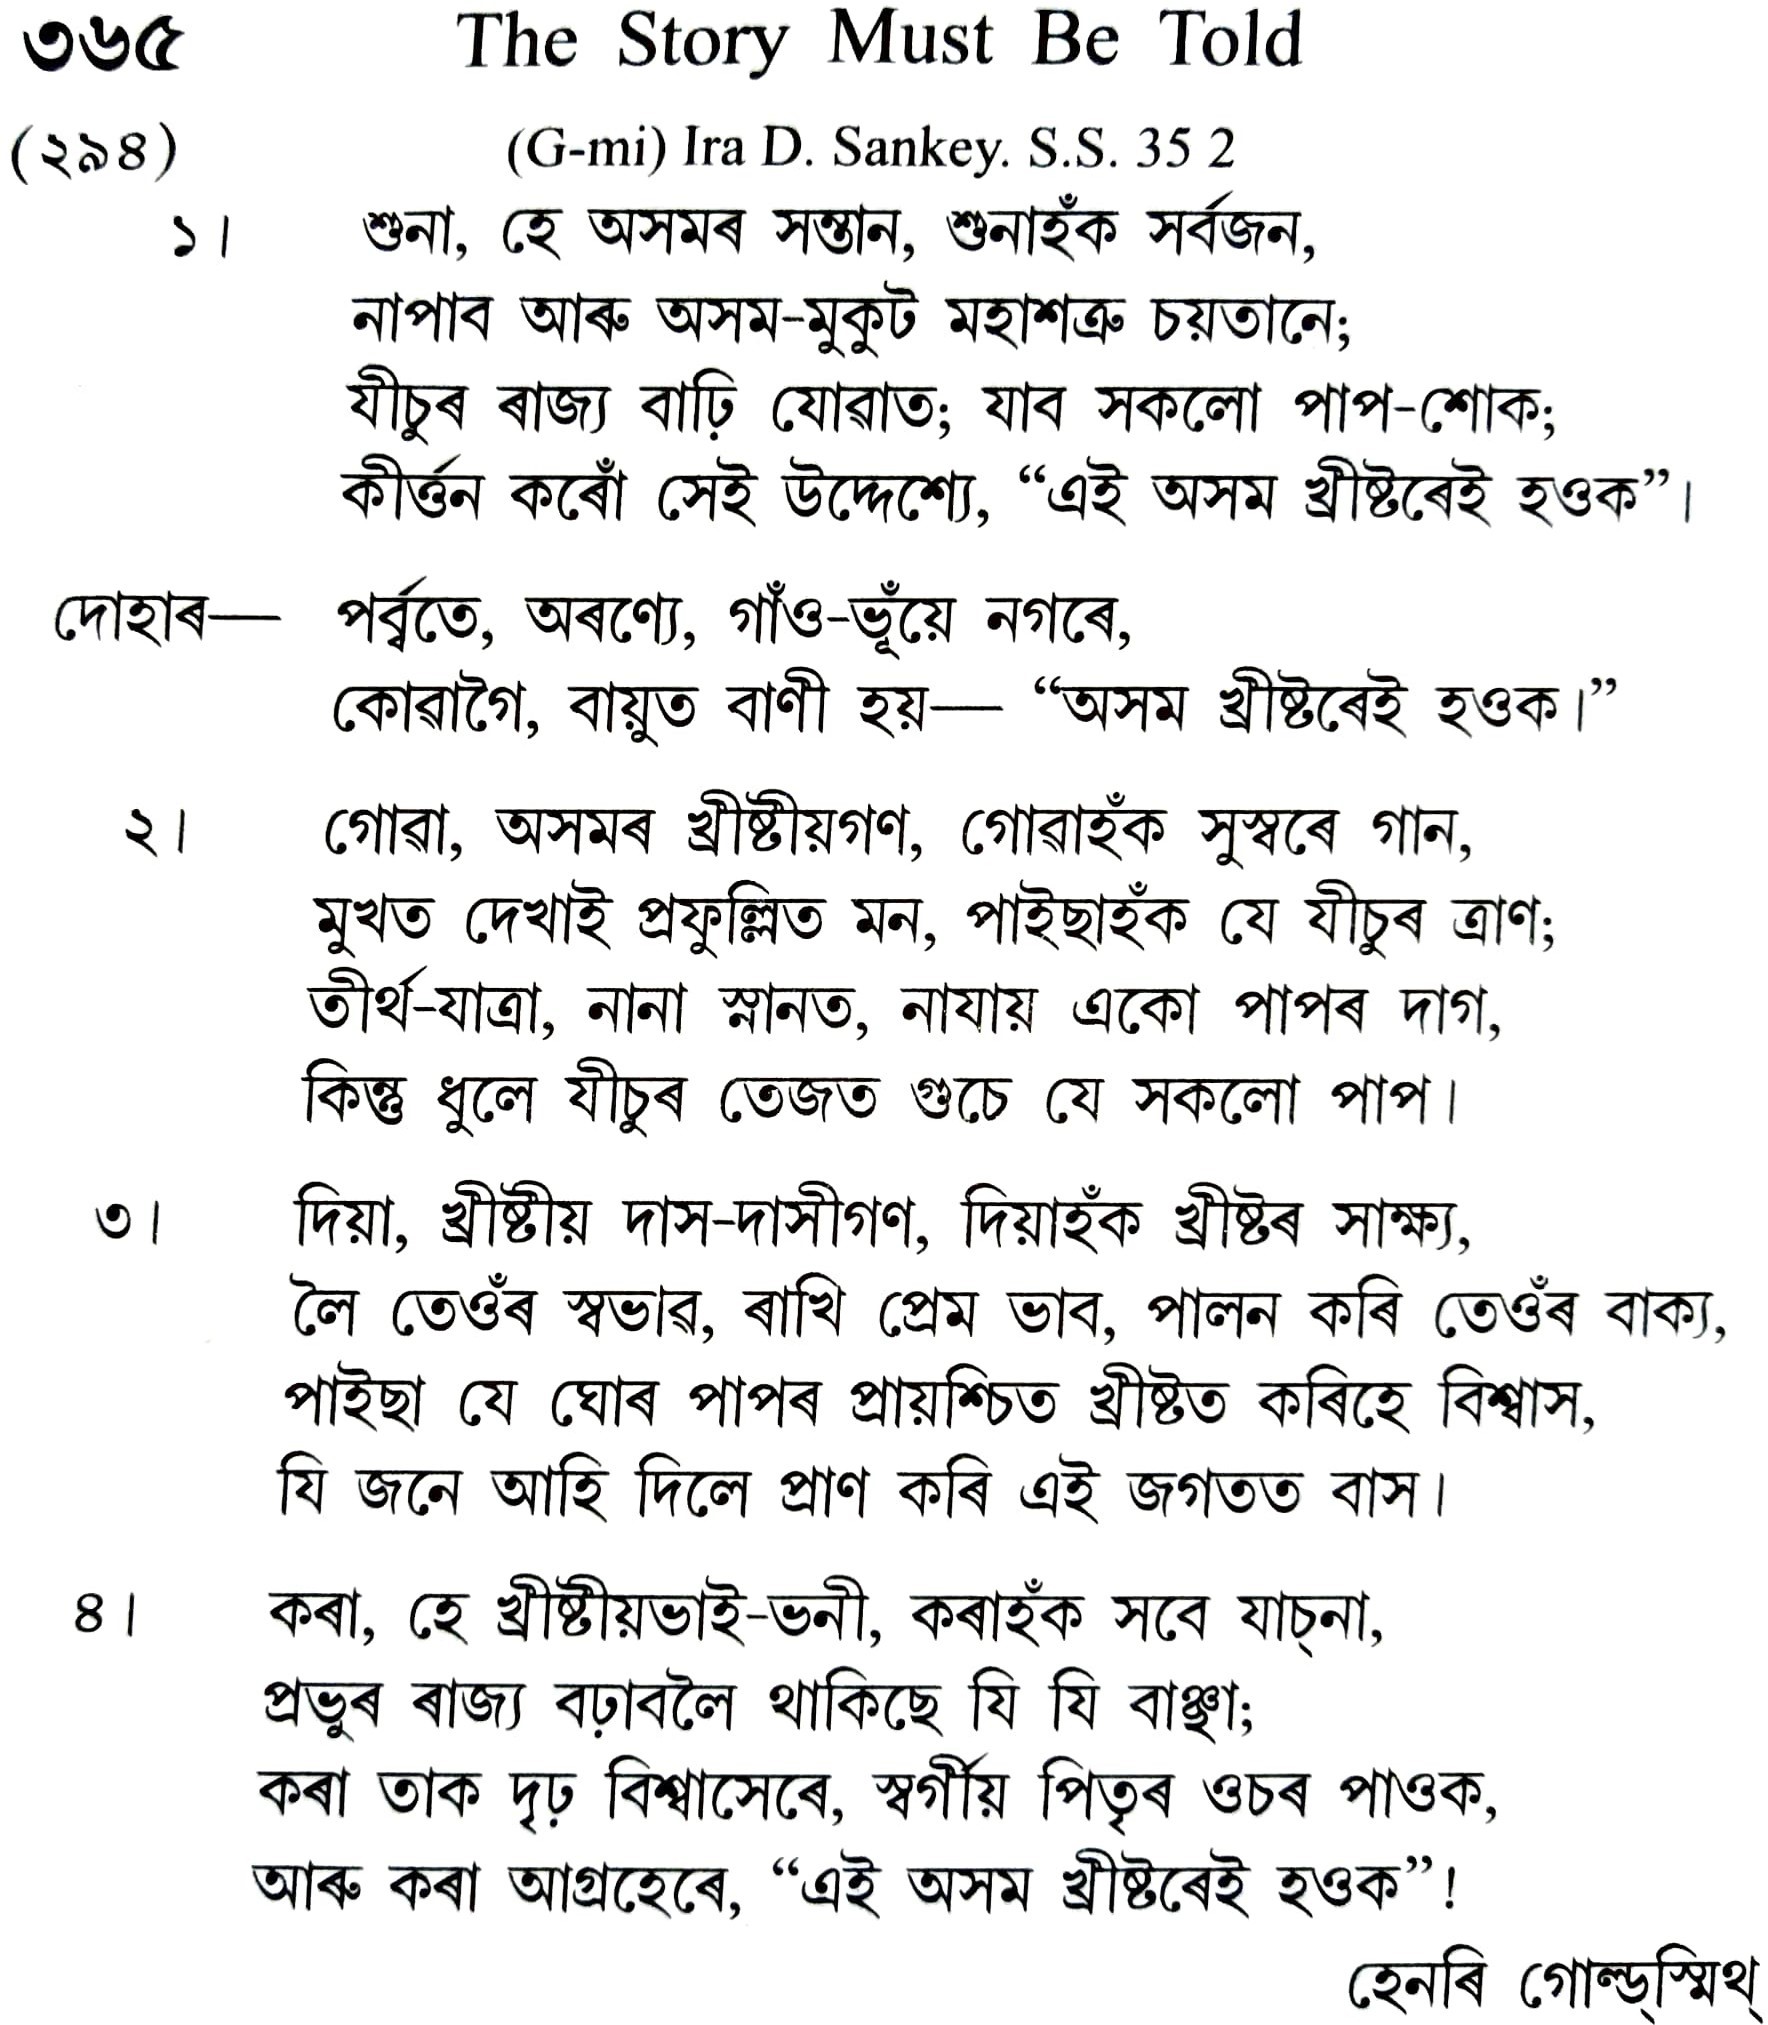 ৩৬৫ The Story Must Be Told
(২৯৪) (G-mi) Ira D. Sankey. S.S. 35 2
১। শুনা, হে অসমৰ সন্তান, শুনাহঁক সৰ্বজন,
নাপাব আৰু অসম-মুকুট মহাশত্ৰু চয়তানে;
যীচুৰ ৰাজ্য বাঢ়ি যোৱাত; যাব সকলো পাপ-শোক;
কীৰ্ত্তন কৰোঁ সেই উদ্দেশ্যে, “এই অসম খ্ৰীষ্টৰেই হওক”।
দোহাৰ— পৰ্ব্বতে, অৰণ্যে, গাঁও-ভূঁয়ে নগৰে,
কোৱাগৈ, বায়ুত বাণী হয়— “অসম খ্ৰীষ্টৰেই হওক।”
২। গোৱা, অসমৰ খ্ৰীষ্টীয়গণ, গোৱাহঁক সুস্বৰে গান,
মুখত দেখাই প্ৰফুল্লিত মন, পাইছাহঁক যে যীচুৰ ত্ৰাণ;
তীৰ্থ-যাত্ৰা, নানা স্নানত, নাযায় একো পাপৰ দাগ,
কিন্তু ধুলে যীচুৰ তেজত গুচে যে সকলো পাপ।
৩। দিয়া, খ্ৰীষ্টীয় দাস-দাসীগণ, দিয়াহঁক খ্ৰীষ্টৰ সাক্ষ্য,
লৈ তেওঁৰ স্বভাৱ, ৰাখি প্ৰেম ভাব, পালন কৰি তেওঁৰ বাক্য,
পাইছা যে ঘোৰ পাপৰ প্ৰায়শ্চিত খ্ৰীষ্টত কৰিহে বিশ্বাস,
যি জনে আহি দিলে প্ৰাণ কৰি এই জগতত বাস।
৪। কৰা, হে খ্ৰীষ্টীয়ভাই-ভনী, কৰাহঁক সবে যাচ্‌না,
প্ৰভুৰ ৰাজ্য বঢ়াবলৈ থাকিছে যি যি বাঞ্ছা;
কৰা তাক দৃঢ় বিশ্বাসেৰে, স্বৰ্গীয় পিতৃৰ ওচৰ পাওক,
আৰু কৰা আগ্ৰহেৰে, “এই অসম খ্ৰীষ্টৰেই হওক”!
হেনৰি গোল্ড্‌স্মিথ্